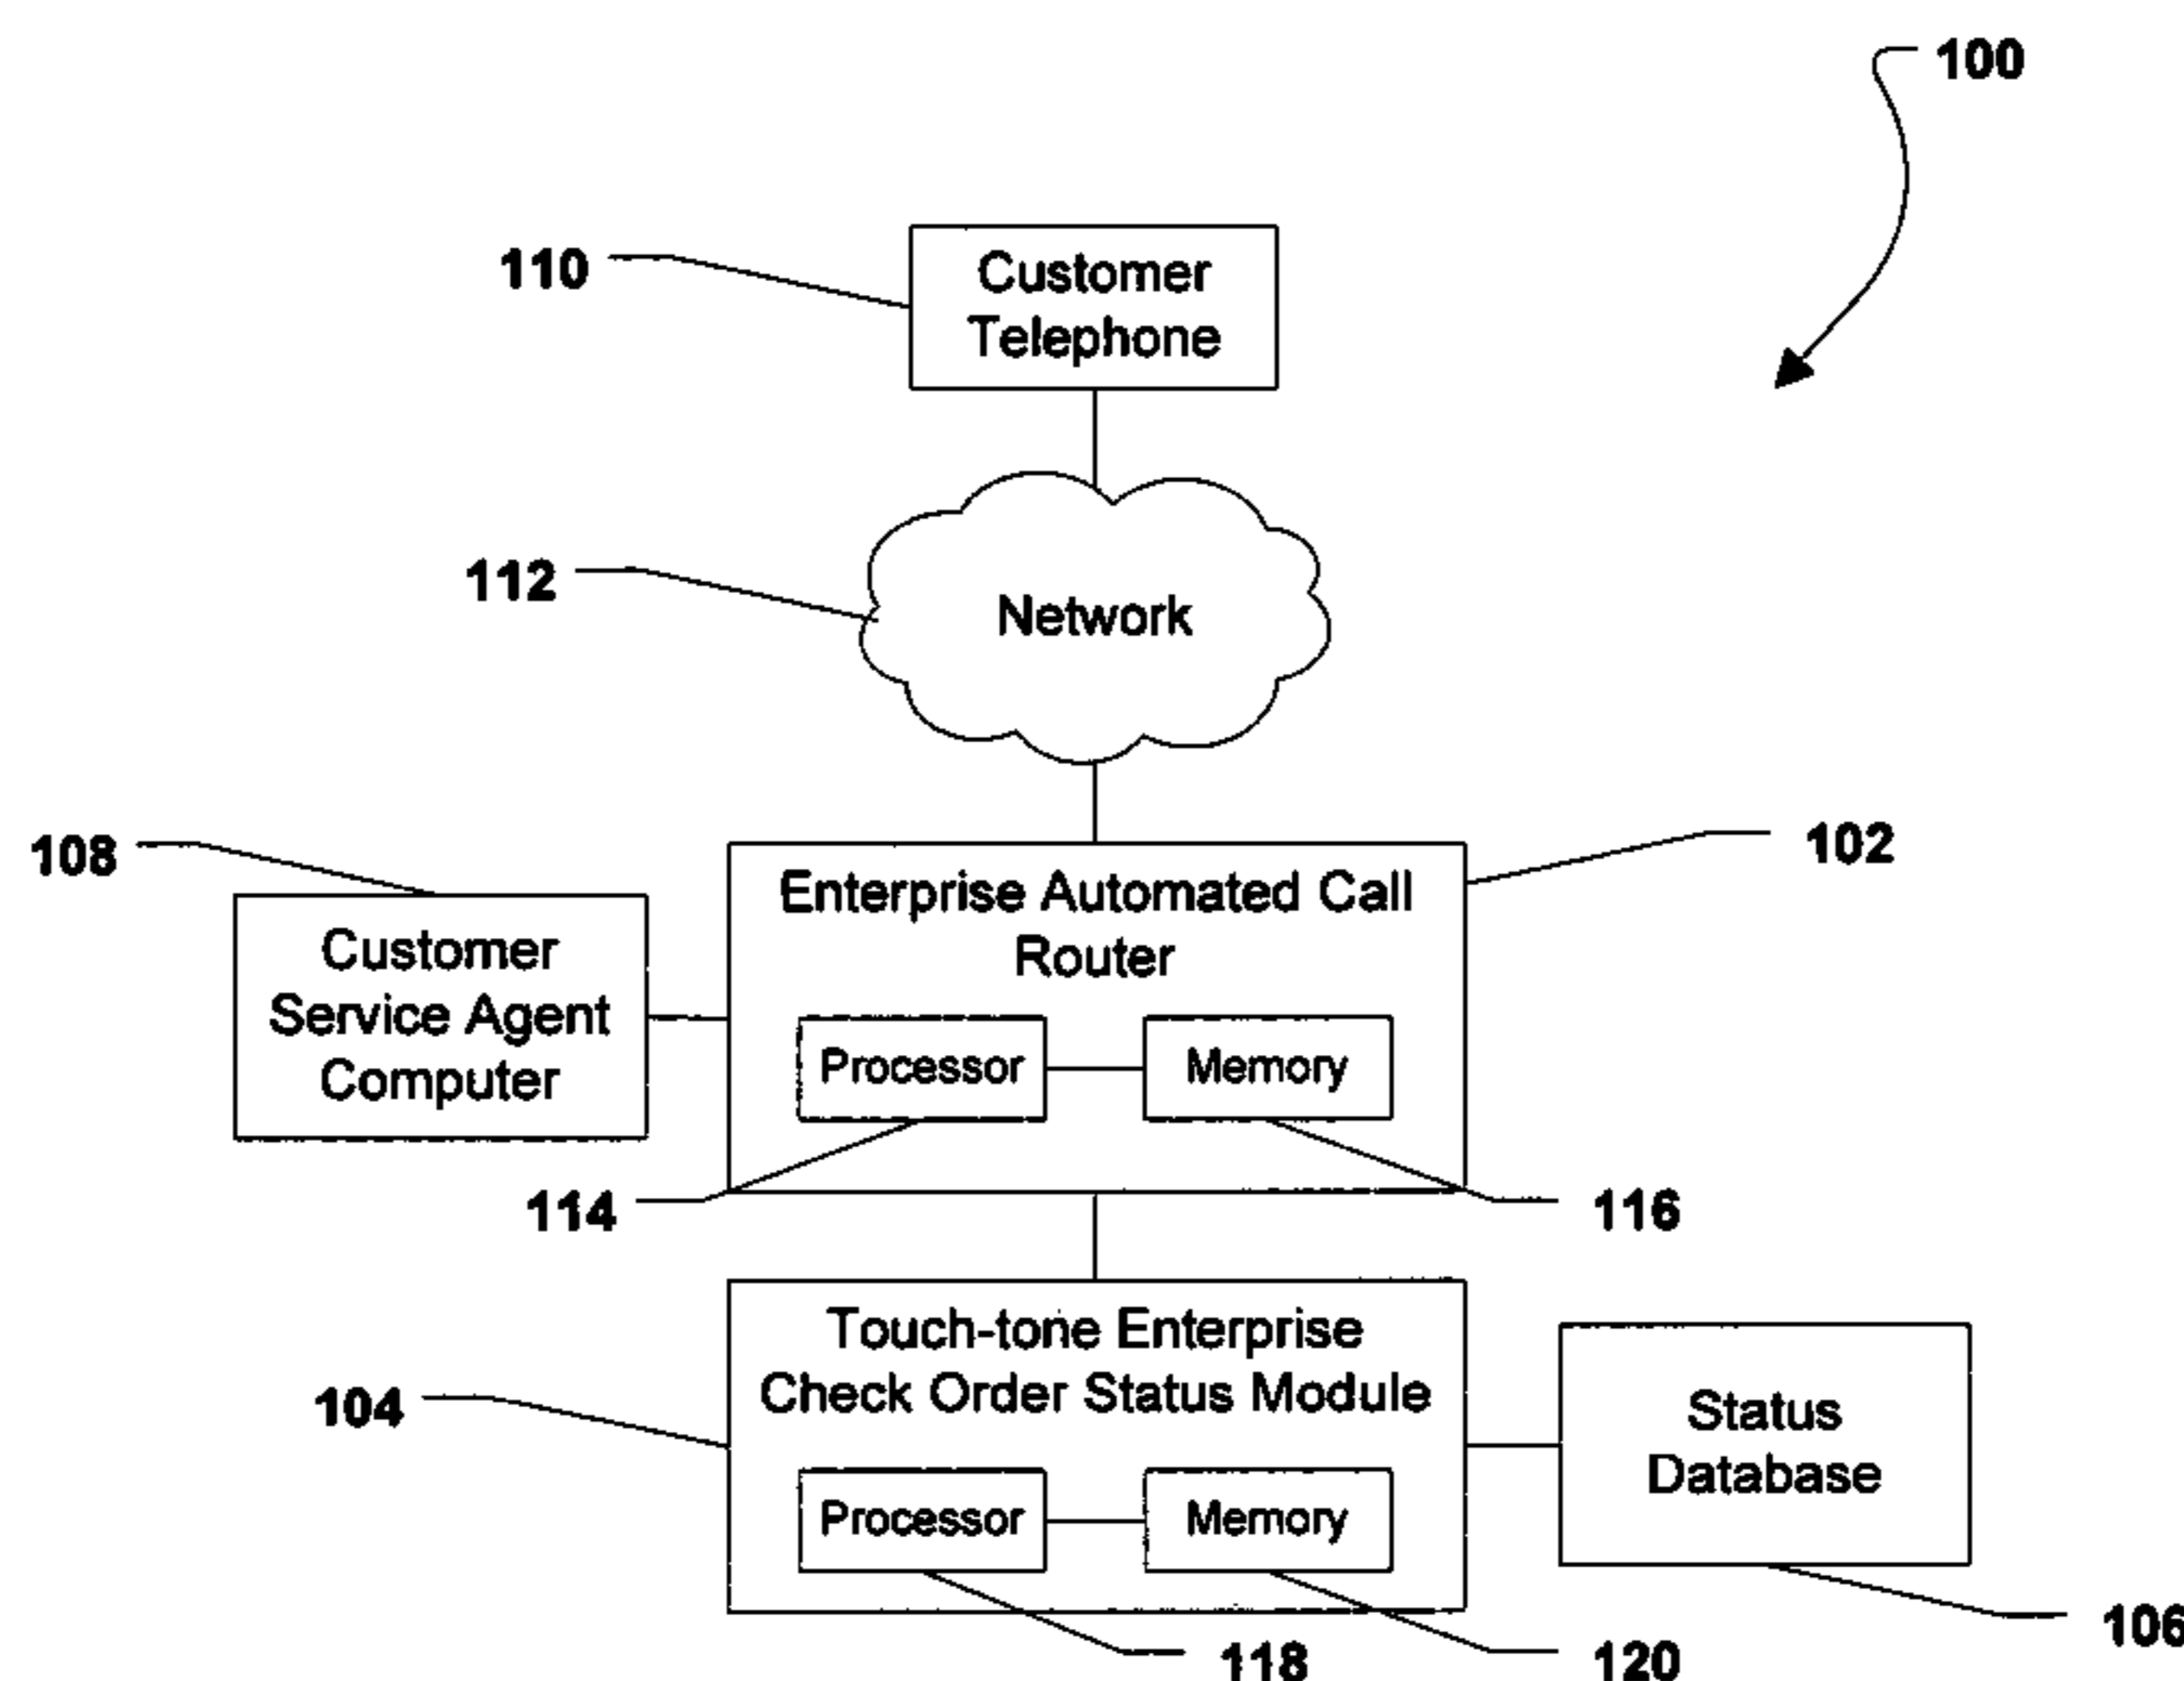 100
110
Customer
Telephone
112
Network
108
102
Enterprise Automated Call
Router
Customer
Service Agent
Computer
Processor
Memory
114
116
Touch-tone Enterprise
Check Order Status Module
104
Status
Database
Processor
Memory
118
120
106